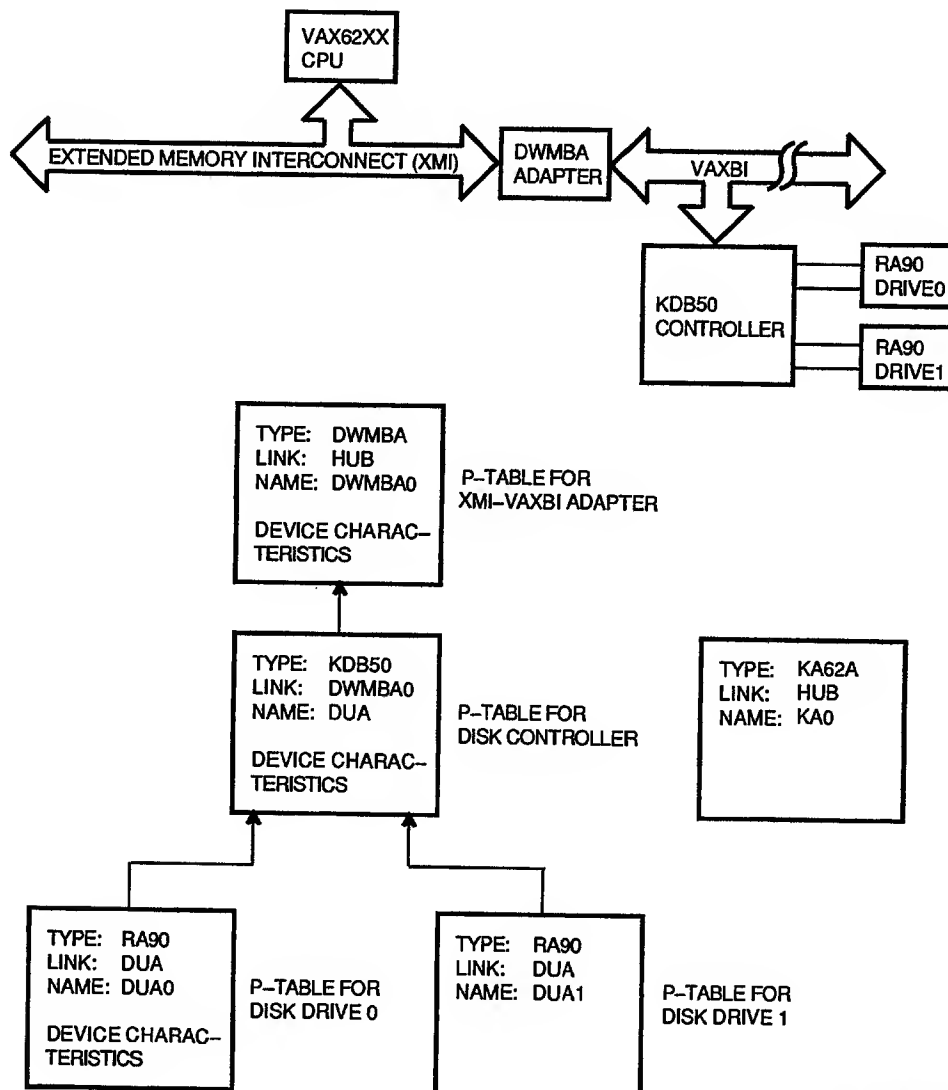 VAX62XX
CPU
EXTENDED MEMORY INTERCONNECT (XMI)
DWMBA
ADAPTER
VAXBI
KDB50
CONTROLLER
RA90
DRIVE0
RA90
DRIVE1
TYPE: DWMBA
LINK: HUB
NAME: DWMBA0
DEVICE CHARAC–
TERISTICS
P–TABLE FOR
XMI–VAXBI ADAPTER
TYPE: KDB50
LINK: DWMBA0
NAME: DUA
DEVICE CHARAC–
TERISTICS
P–TABLE FOR
DISK CONTROLLER
TYPE: KA62A
LINK: HUB
NAME: KA0
TYPE: RA90
LINK: DUA
NAME: DUA0
DEVICE CHARAC–
TERISTICS
P–TABLE FOR
DISK DRIVE 0
TYPE: RA90
LINK: DUA
NAME: DUA1
P–TABLE FOR
DISK DRIVE 1